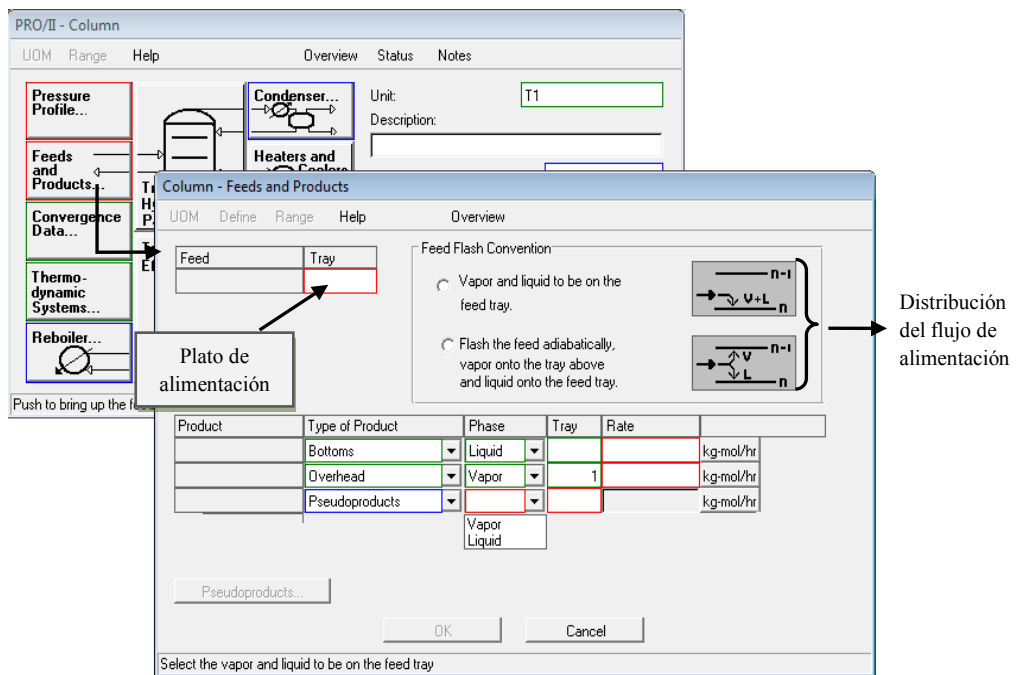 PRO/II - Column
UOM Range Help Overview Status Notes
Pressure
Profile...
Condenser...
Unit: T1
Description:
Feeds
and
Products...
Heaters and
Coolers
Convergence
Data...
Thermo-
dynamic
Systems...
Reboiler...
Push to bring up the
Column - Feeds and Products
UOM Define Range Help Overview
Feed Tray
Plato de
alimentación
Feed Flash Convention
Vapor and liquid to be on the
feed tray.
n-1
V+L
n
Flash the feed adiabatically,
vapor onto the tray above
and liquid onto the feed tray.
n-1
V
L
n
Distribución
del flujo de
alimentación
Product Type of Product Phase Tray Rate
Bottoms Liquid kg-mol/hr
Overhead Vapor 1 kg-mol/hr
Pseudoproducts kg-mol/hr
Vapor
Liquid
Pseudoproducts...
OK Cancel
Select the vapor and liquid to be on the feed tray